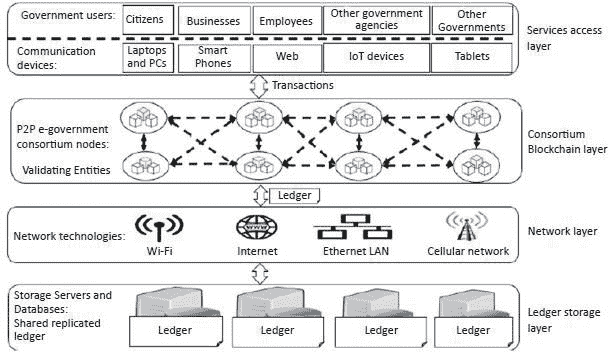 Government users:
Citizens
Businesses
Employees
Other government
agencies
Other
Governments
Services access
layer
Communication
devices:
Laptops
and PCs
Smart
Phones
Web
IoT devices
Tablets
Transactions
P2P e-government
consortium nodes:
Validating Entities
Consortium
Blockchain layer
Ledger
Network technologies:
Wi-Fi
Internet
Ethernet LAN
Cellular network
Network layer
Storage Servers and
Databases:
Shared replicated
ledger
Ledger
Ledger
Ledger
Ledger
Ledger storage
layer